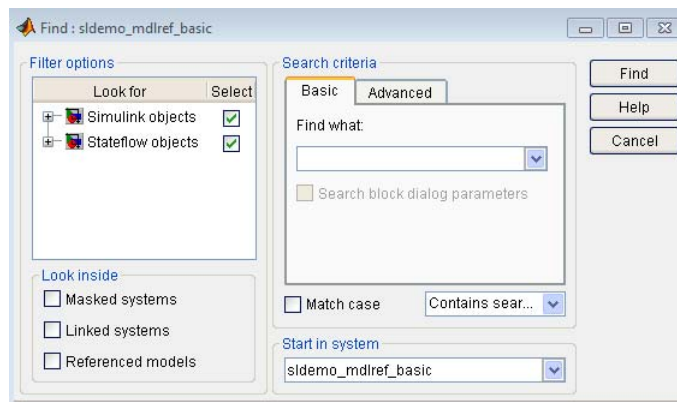 Find : sldemo_mdlref_basic
Filter options
Look for Select
Simulink objects
Stateflow objects
Look inside
Masked systems
Linked systems
Referenced models
Search criteria
Basic Advanced
Find what:
Search block dialog parameters
Match case Contains sear...
Start in system
sldemo_mdlref_basic
Find
Help
Cancel